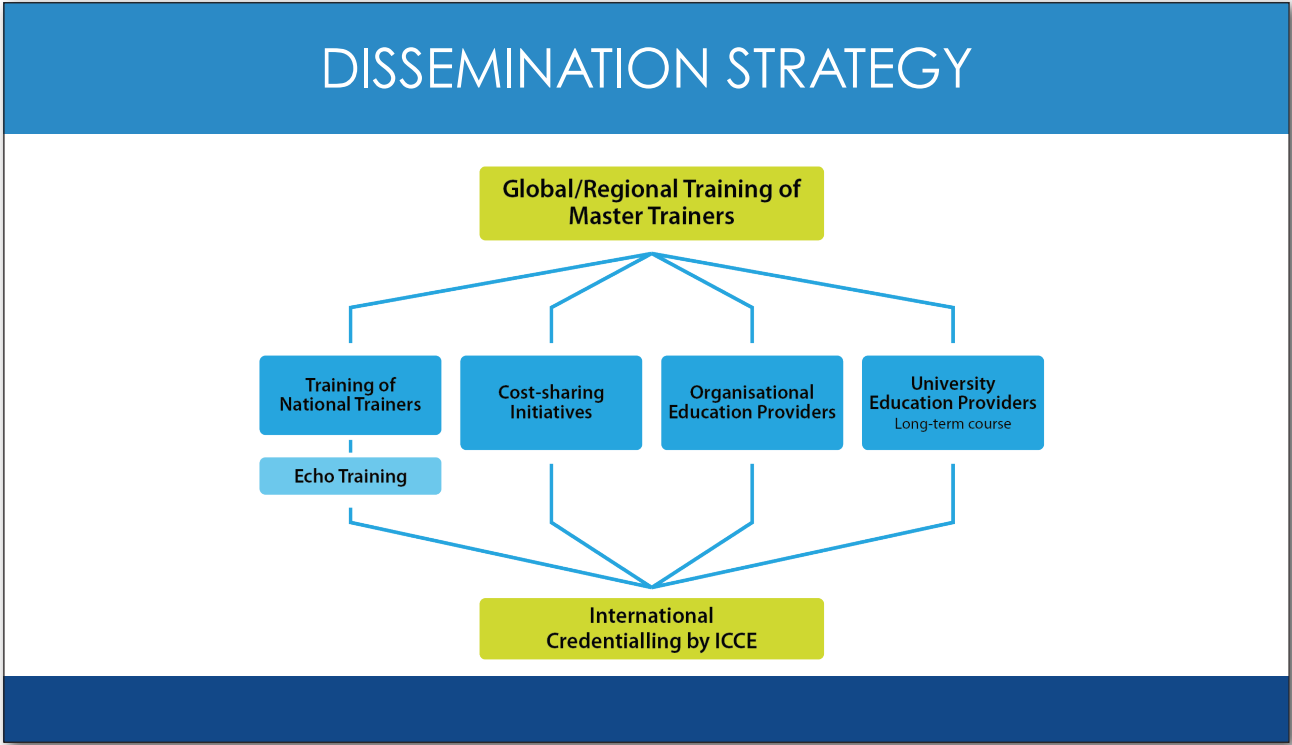 DISSEMINATION STRATEGY
Global/Regional Training of
Master Trainers
Training of
National Trainers
Cost-sharing
Initiatives
Organisational
Education Providers
University
Education Providers
Long-term course
Echo Training
International
Credentialling by ICCE